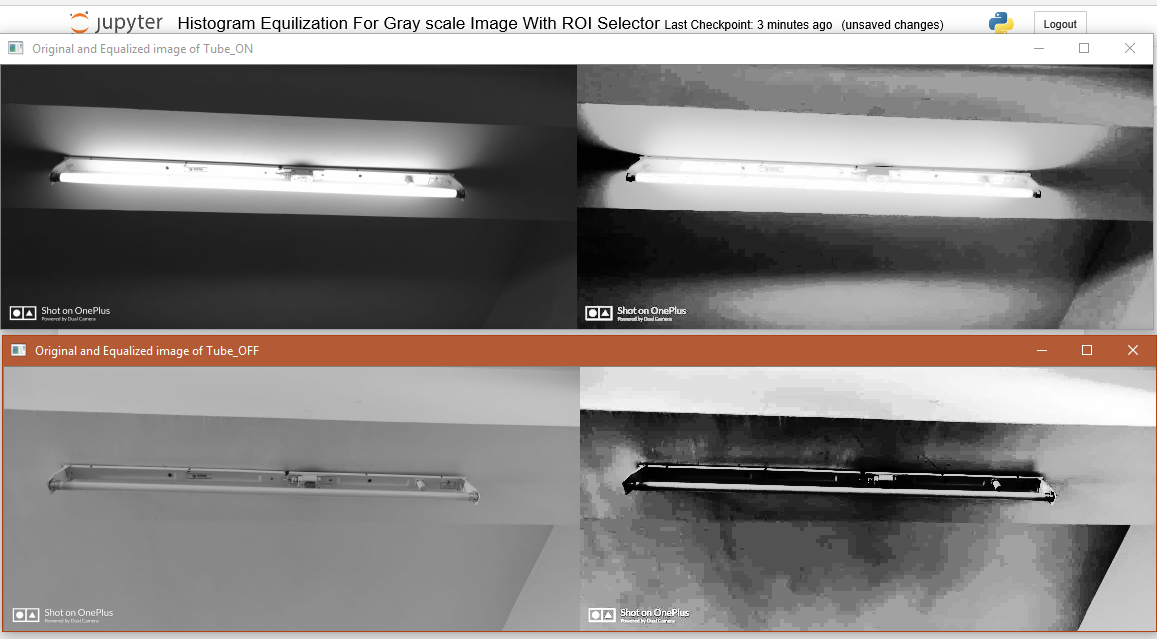 jupyter Histogram Equilization For Gray scale Image With ROI Selector Last Checkpoint: 3 minutes ago (unsaved changes) Logout
Original and Equalized image of Tube_ON
Shot on OnePlus
Powered by Dual Camera
Shot on OnePlus
Powered by Dual Camera
Original and Equalized image of Tube_OFF
Shot on OnePlus
Powered by Dual Camera
Shot on OnePlus
Powered by Dual Camera